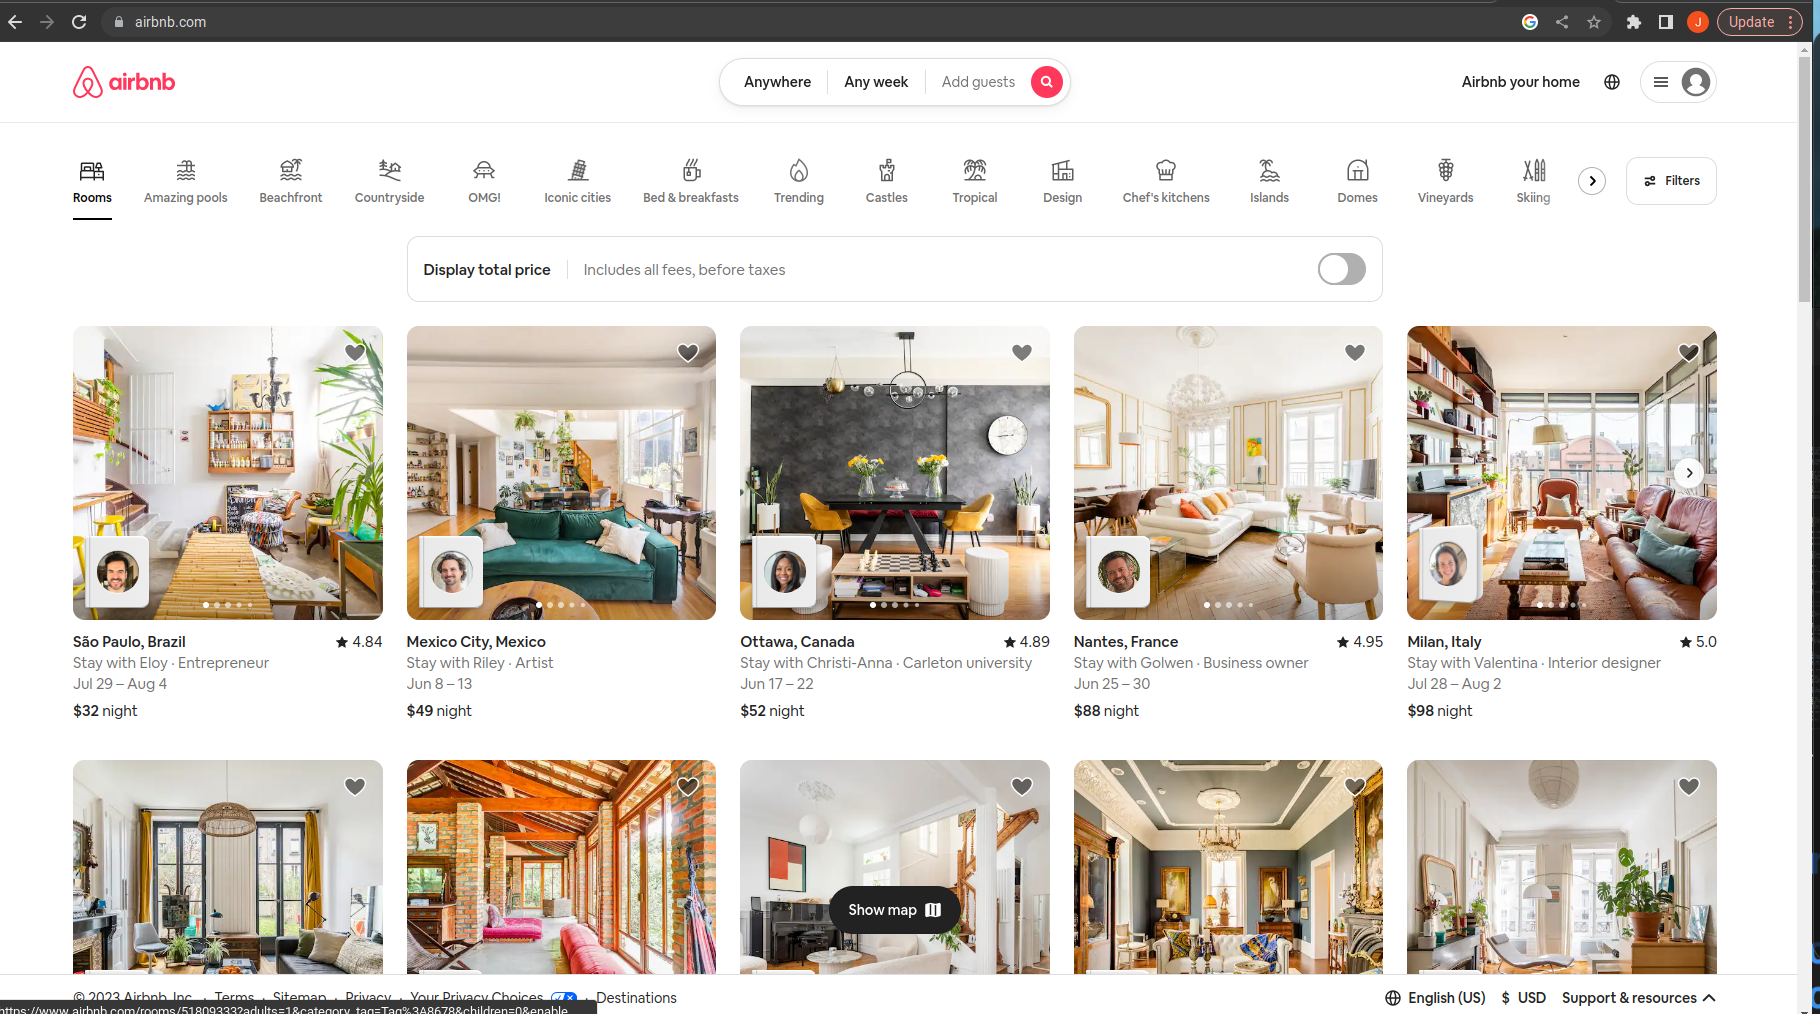 airbnb.com
J
Update
airbnb
Anywhere
Any week
Add guests
Airbnb your home
Rooms
Amazing pools
Beachfront
Countryside
OMG!
Iconic cities
Bed & breakfasts
Trending
Castles
Tropical
Design
Chef's kitchens
Islands
Domes
Vineyards
Skiing
Filters
Display total price
Includes all fees, before taxes
São Paulo, Brazil
4.84
Stay with Eloy · Entrepreneur
Jul 29 – Aug 4
$32 night
Mexico City, Mexico
Stay with Riley · Artist
Jun 8 – 13
$49 night
Ottawa, Canada
4.89
Stay with Christi-Anna · Carleton university
Jun 17 – 22
$52 night
Nantes, France
4.95
Stay with Golwen · Business owner
Jun 25 – 30
$88 night
Milan, Italy
5.0
Stay with Valentina · Interior designer
Jul 28 – Aug 2
$98 night
Show map
© 2023 Airbnb, Inc. · Terms · Sitemap · Privacy · Your Privacy Choices · Destinations
English (US)
$ USD
Support & resources
https://www.airbnb.com/rooms/51809333?adults=1&category_tag=Tag%3A8678&children=0&enable